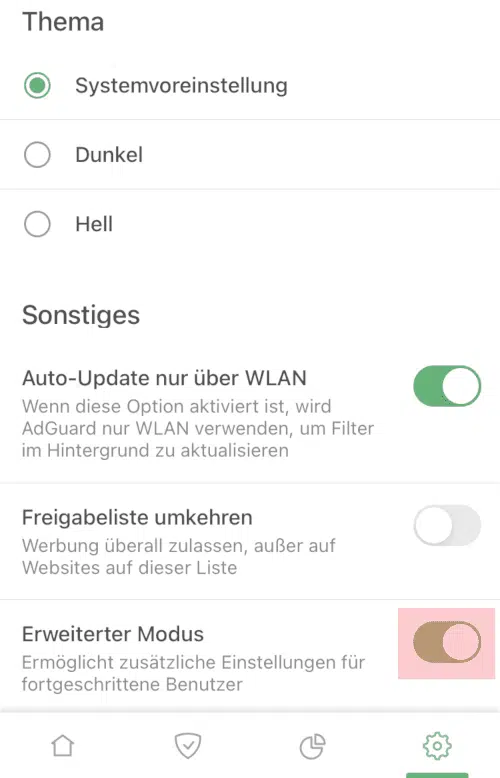 Thema
Systemvoreinstellung
Dunkel
Hell
Sonstiges
Auto-Update nur über WLAN
Wenn diese Option aktiviert ist, wird
AdGuard nur WLAN verwenden, um Filter
im Hintergrund zu aktualisieren
Freigabeliste umkehren
Werbung überall zulassen, außer auf
Websites auf dieser Liste
Erweiterter Modus
Ermöglicht zusätzliche Einstellungen für
fortgeschrittene Benutzer